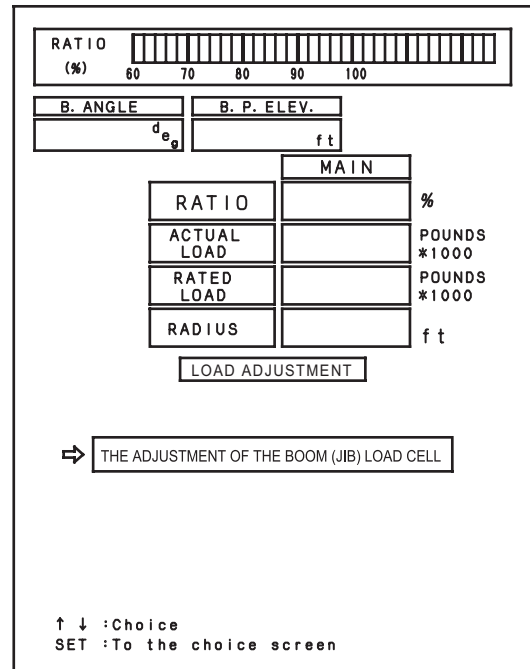 RATIO
(%)
60 70 80 90 100
B. ANGLE B. P. ELEV.
deg ft
MAIN
RATIO %
ACTUAL LOAD POUNDS *1000
RATED LOAD POUNDS *1000
RADIUS ft
LOAD ADJUSTMENT
⇨ THE ADJUSTMENT OF THE BOOM (JIB) LOAD CELL
↑ ↓ :Choice
SET :To the choice screen